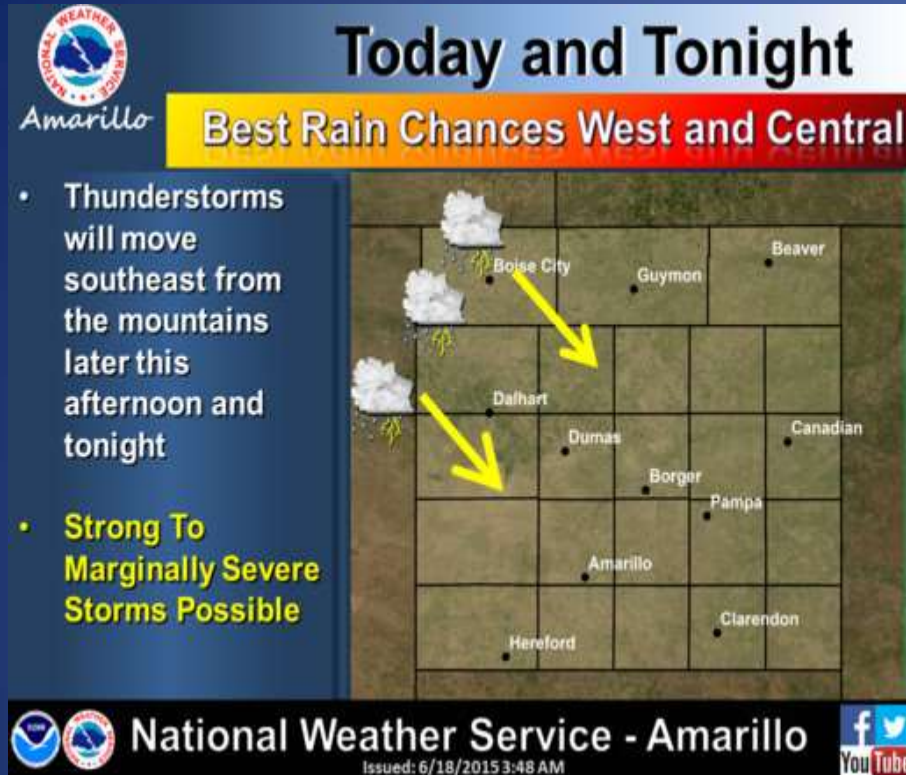 NATIONAL WEATHER SERVICE
Amarillo
Today and Tonight
Best Rain Chances West and Central
• Thunderstorms
will move
southeast from
the mountains
later this
afternoon and
tonight
• Strong To
Marginally Severe
Storms Possible
Boise City
Guymon
Beaver
Dalhart
Dumas
Canadian
Borger
Pampa
Amarillo
Clarendon
Hereford
National Weather Service - Amarillo
Issued: 6/18/2015 3:48 AM
You Tube